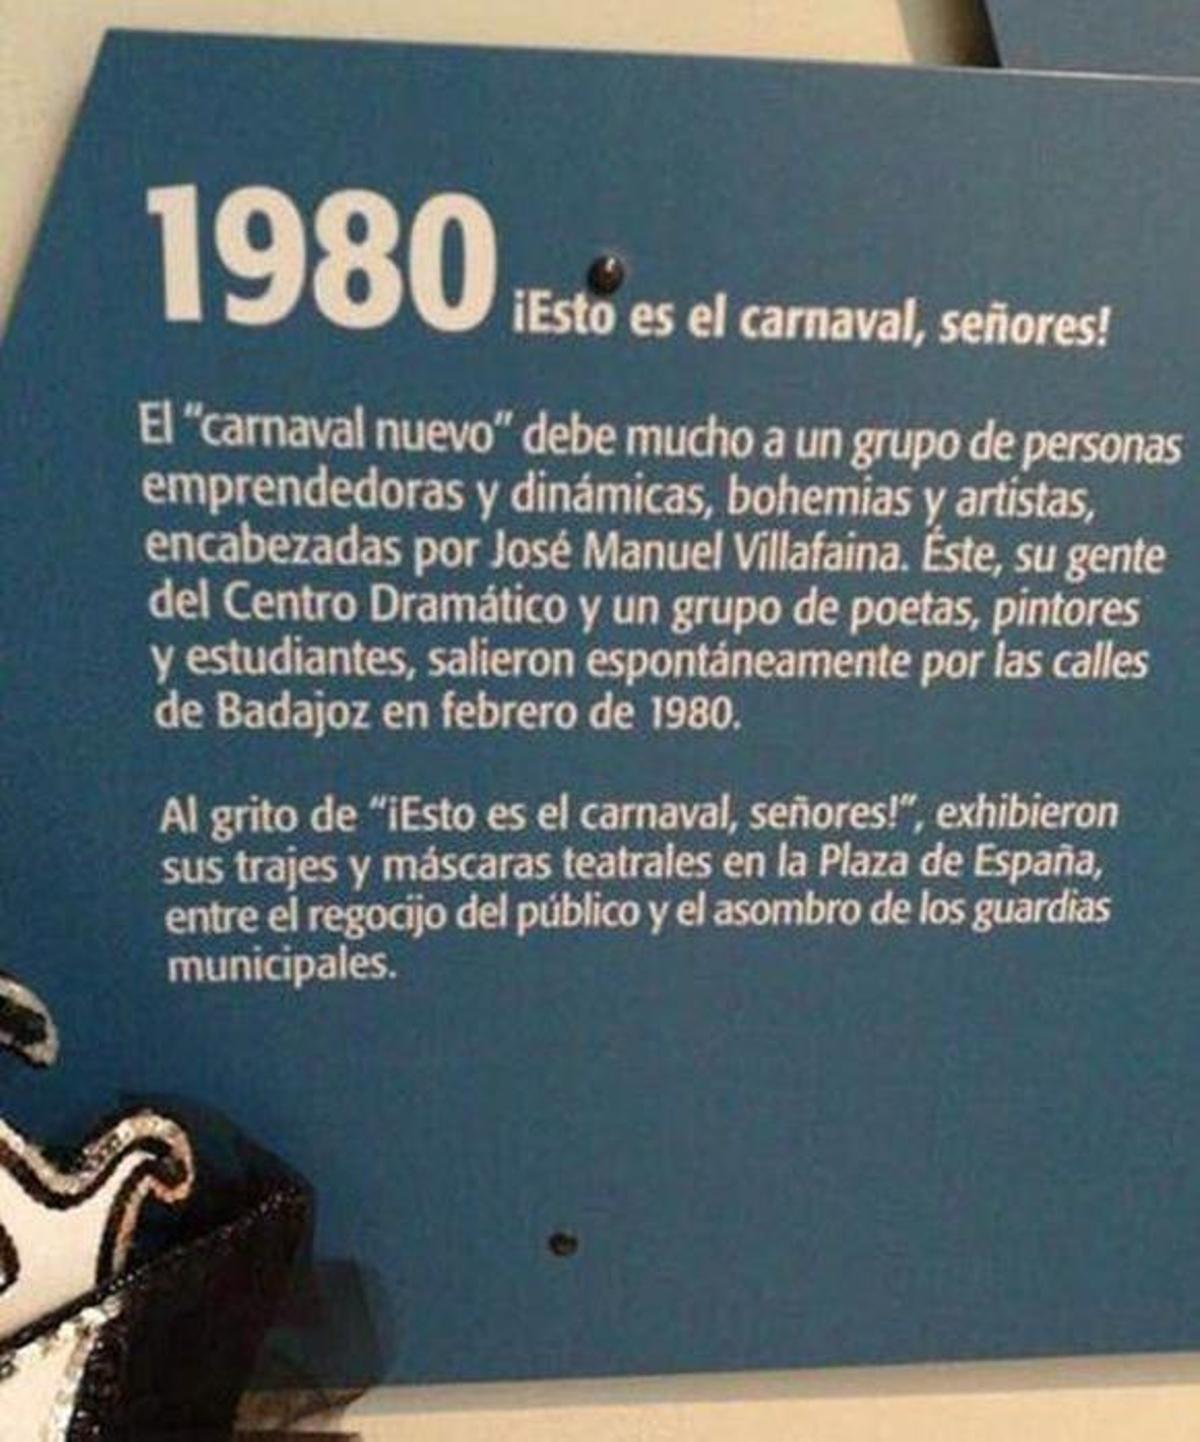 1980 ¡Esto es el carnaval, señores!
El “carnaval nuevo” debe mucho a un grupo de personas
emprendedoras y dinámicas, bohemias y artistas,
encabezadas por José Manuel Villafaina. Éste, su gente
del Centro Dramático y un grupo de poetas, pintores
y estudiantes, salieron espontáneamente por las calles
de Badajoz en febrero de 1980.
Al grito de “¡Esto es el carnaval, señores!”, exhibieron
sus trajes y máscaras teatrales en la Plaza de España,
entre el regocijo del público y el asombro de los guardias
municipales.